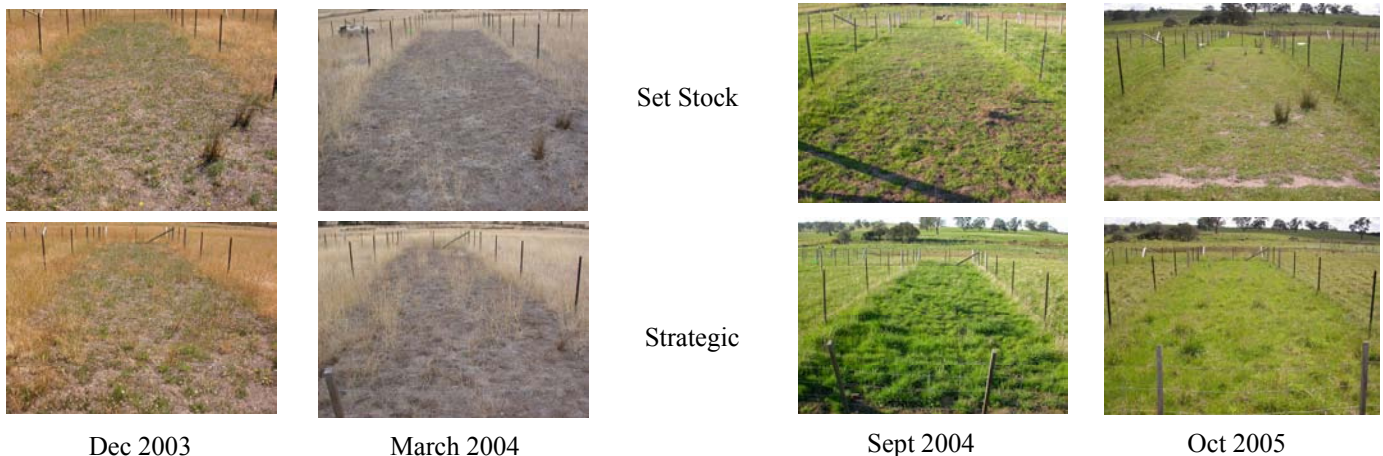 Set Stock
Strategic
Dec 2003
March 2004
Sept 2004
Oct 2005